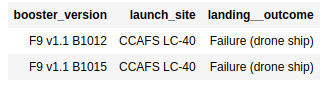 booster_version launch_site landing__outcome
F9 v1.1 B1012 CCAFS LC-40 Failure (drone ship)
F9 v1.1 B1015 CCAFS LC-40 Failure (drone ship)